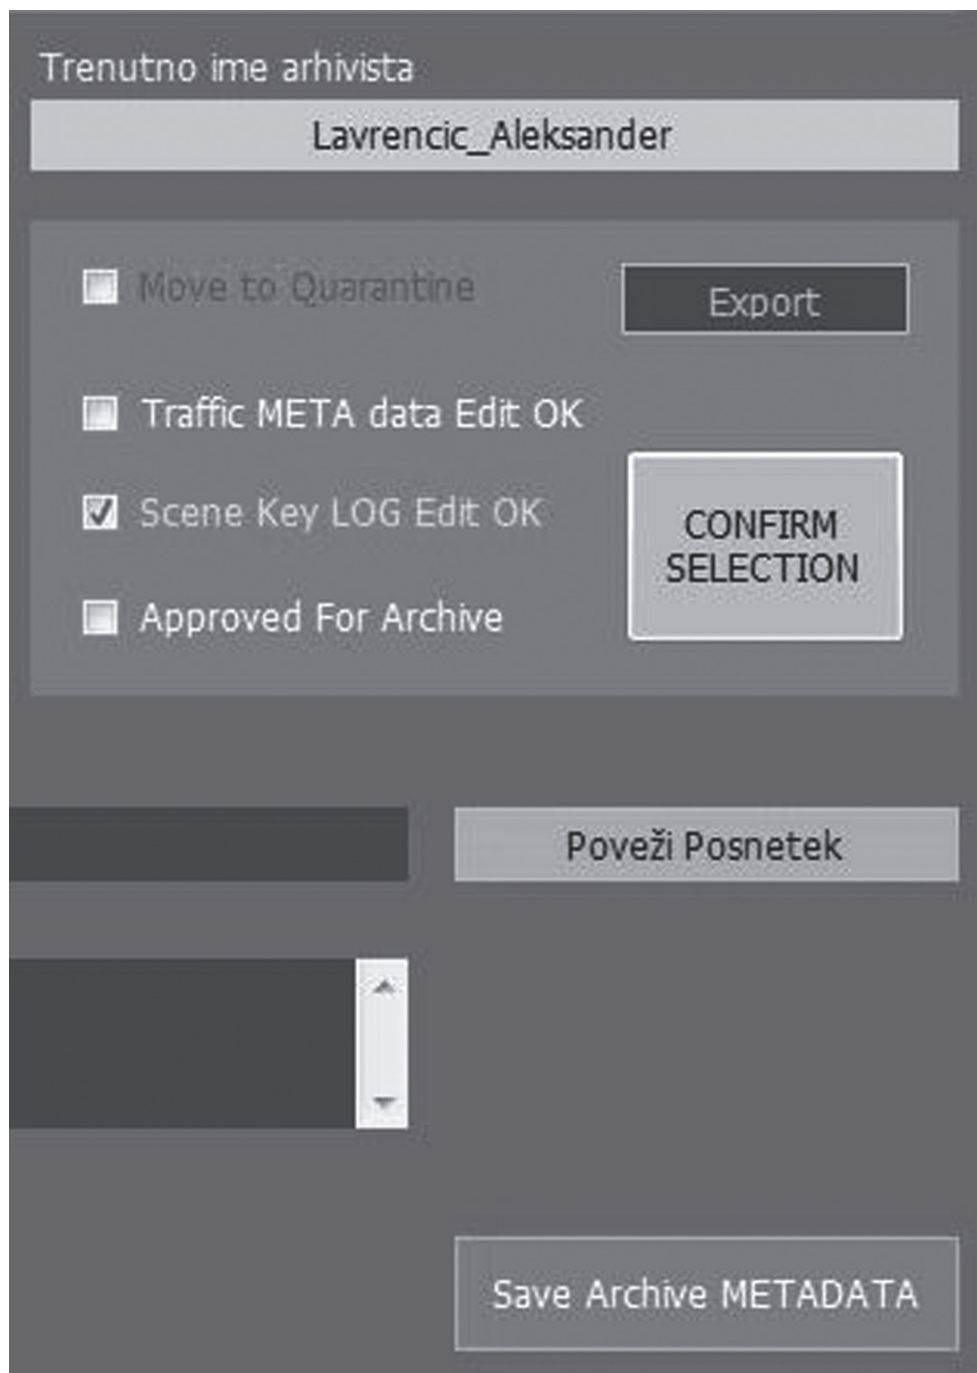 Trenutno ime arhivista
Lavrencic_Aleksander
Move to Quarantine
Export
Traffic META data Edit OK
Scene Key LOG Edit OK
CONFIRM
SELECTION
Approved For Archive
Poveži Posnetek
Save Archive METADATA